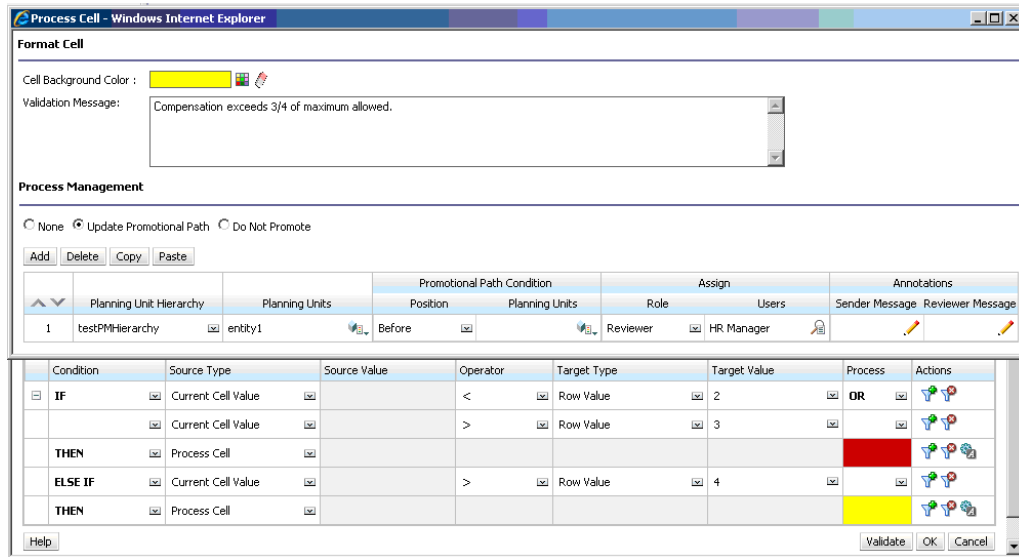 Process Cell - Windows Internet Explorer
Format Cell
Cell Background Color :
Validation Message:
Compensation exceeds 3/4 of maximum allowed.
Process Management
None Update Promotional Path Do Not Promote
Add Delete Copy Paste
Promotional Path Condition Assign Annotations
Planning Unit Hierarchy Planning Units Position Planning Units Role Users Sender Message Reviewer Message
1 testPMHierarchy entity1 Before Reviewer HR Manager
Condition Source Type Source Value Operator Target Type Target Value Process Actions
IF Current Cell Value < Row Value 2 OR
Current Cell Value > Row Value 3
THEN Process Cell
ELSE IF Current Cell Value > Row Value 4
THEN Process Cell
Help Validate OK Cancel